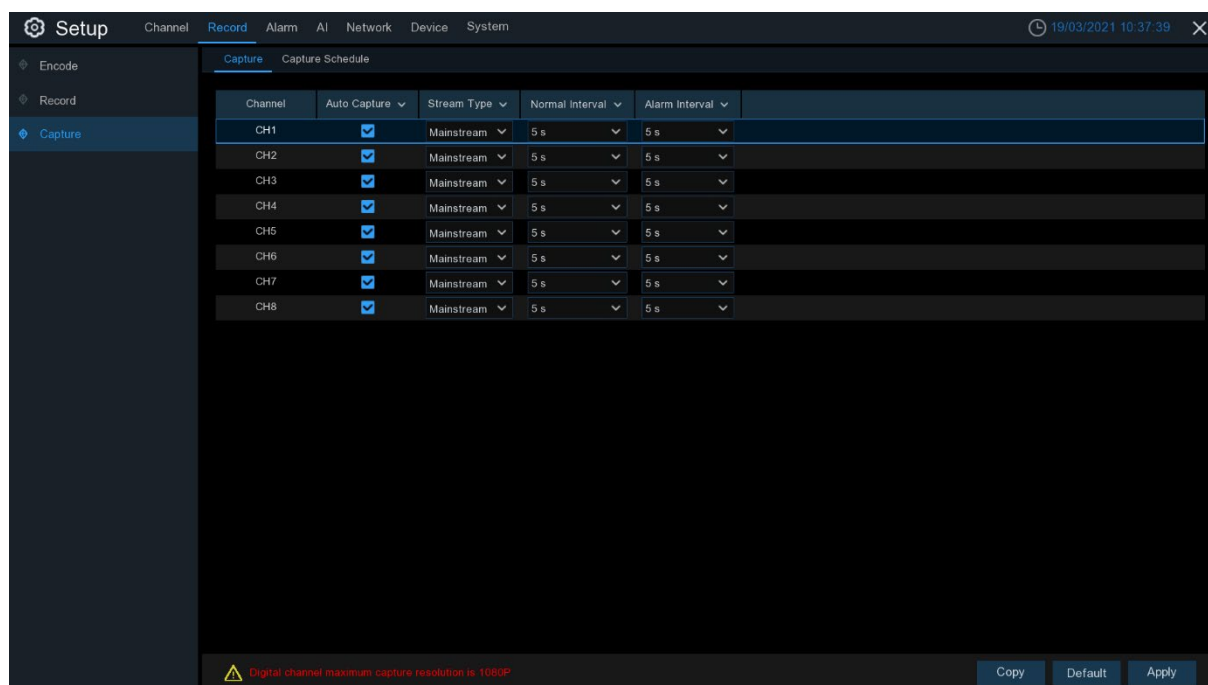 Setup Channel Record Alarm AI Network Device System 19/03/2021 10:37:39
Encode
Record
Capture
Capture Capture Schedule
Channel Auto Capture Stream Type Normal Interval Alarm Interval
CH1 Mainstream 5 s 5 s
CH2 Mainstream 5 s 5 s
CH3 Mainstream 5 s 5 s
CH4 Mainstream 5 s 5 s
CH5 Mainstream 5 s 5 s
CH6 Mainstream 5 s 5 s
CH7 Mainstream 5 s 5 s
CH8 Mainstream 5 s 5 s
Digital channel maximum capture resolution is 1080P Copy Default Apply